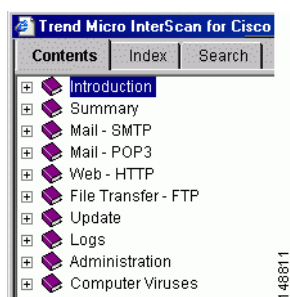 Trend Micro InterScan for Cisco
Contents Index Search
Introduction
Summary
Mail - SMTP
Mail - POP3
Web - HTTP
File Transfer - FTP
Update
Logs
Administration
Computer Viruses
148811